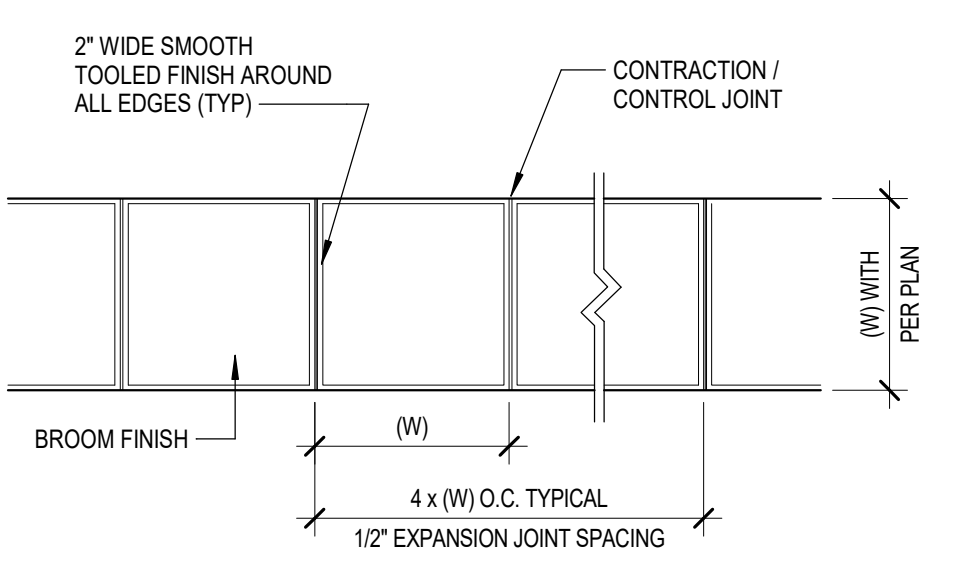 2" WIDE SMOOTH
TOOLED FINISH AROUND
ALL EDGES (TYP)
CONTRACTION /
CONTROL JOINT
(W) WITH
PER PLAN
BROOM FINISH
(W)
4 x (W) O.C. TYPICAL
1/2" EXPANSION JOINT SPACING